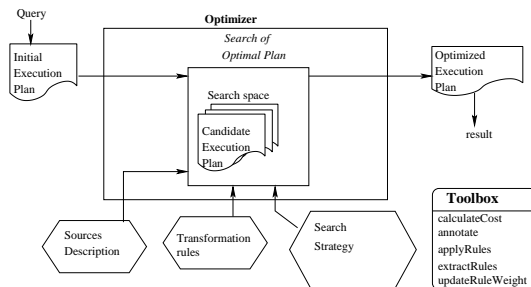 Query
Optimizer
Initial
Execution
Plan
Search of
Optimal Plan
Optimized
Execution
Plan
Search space
Candidate
Execution
Plan
result
Sources
Description
Transformation
rules
Search
Strategy
Toolbox
calculateCost
annotate
applyRules
extractRules
updateRuleWeight